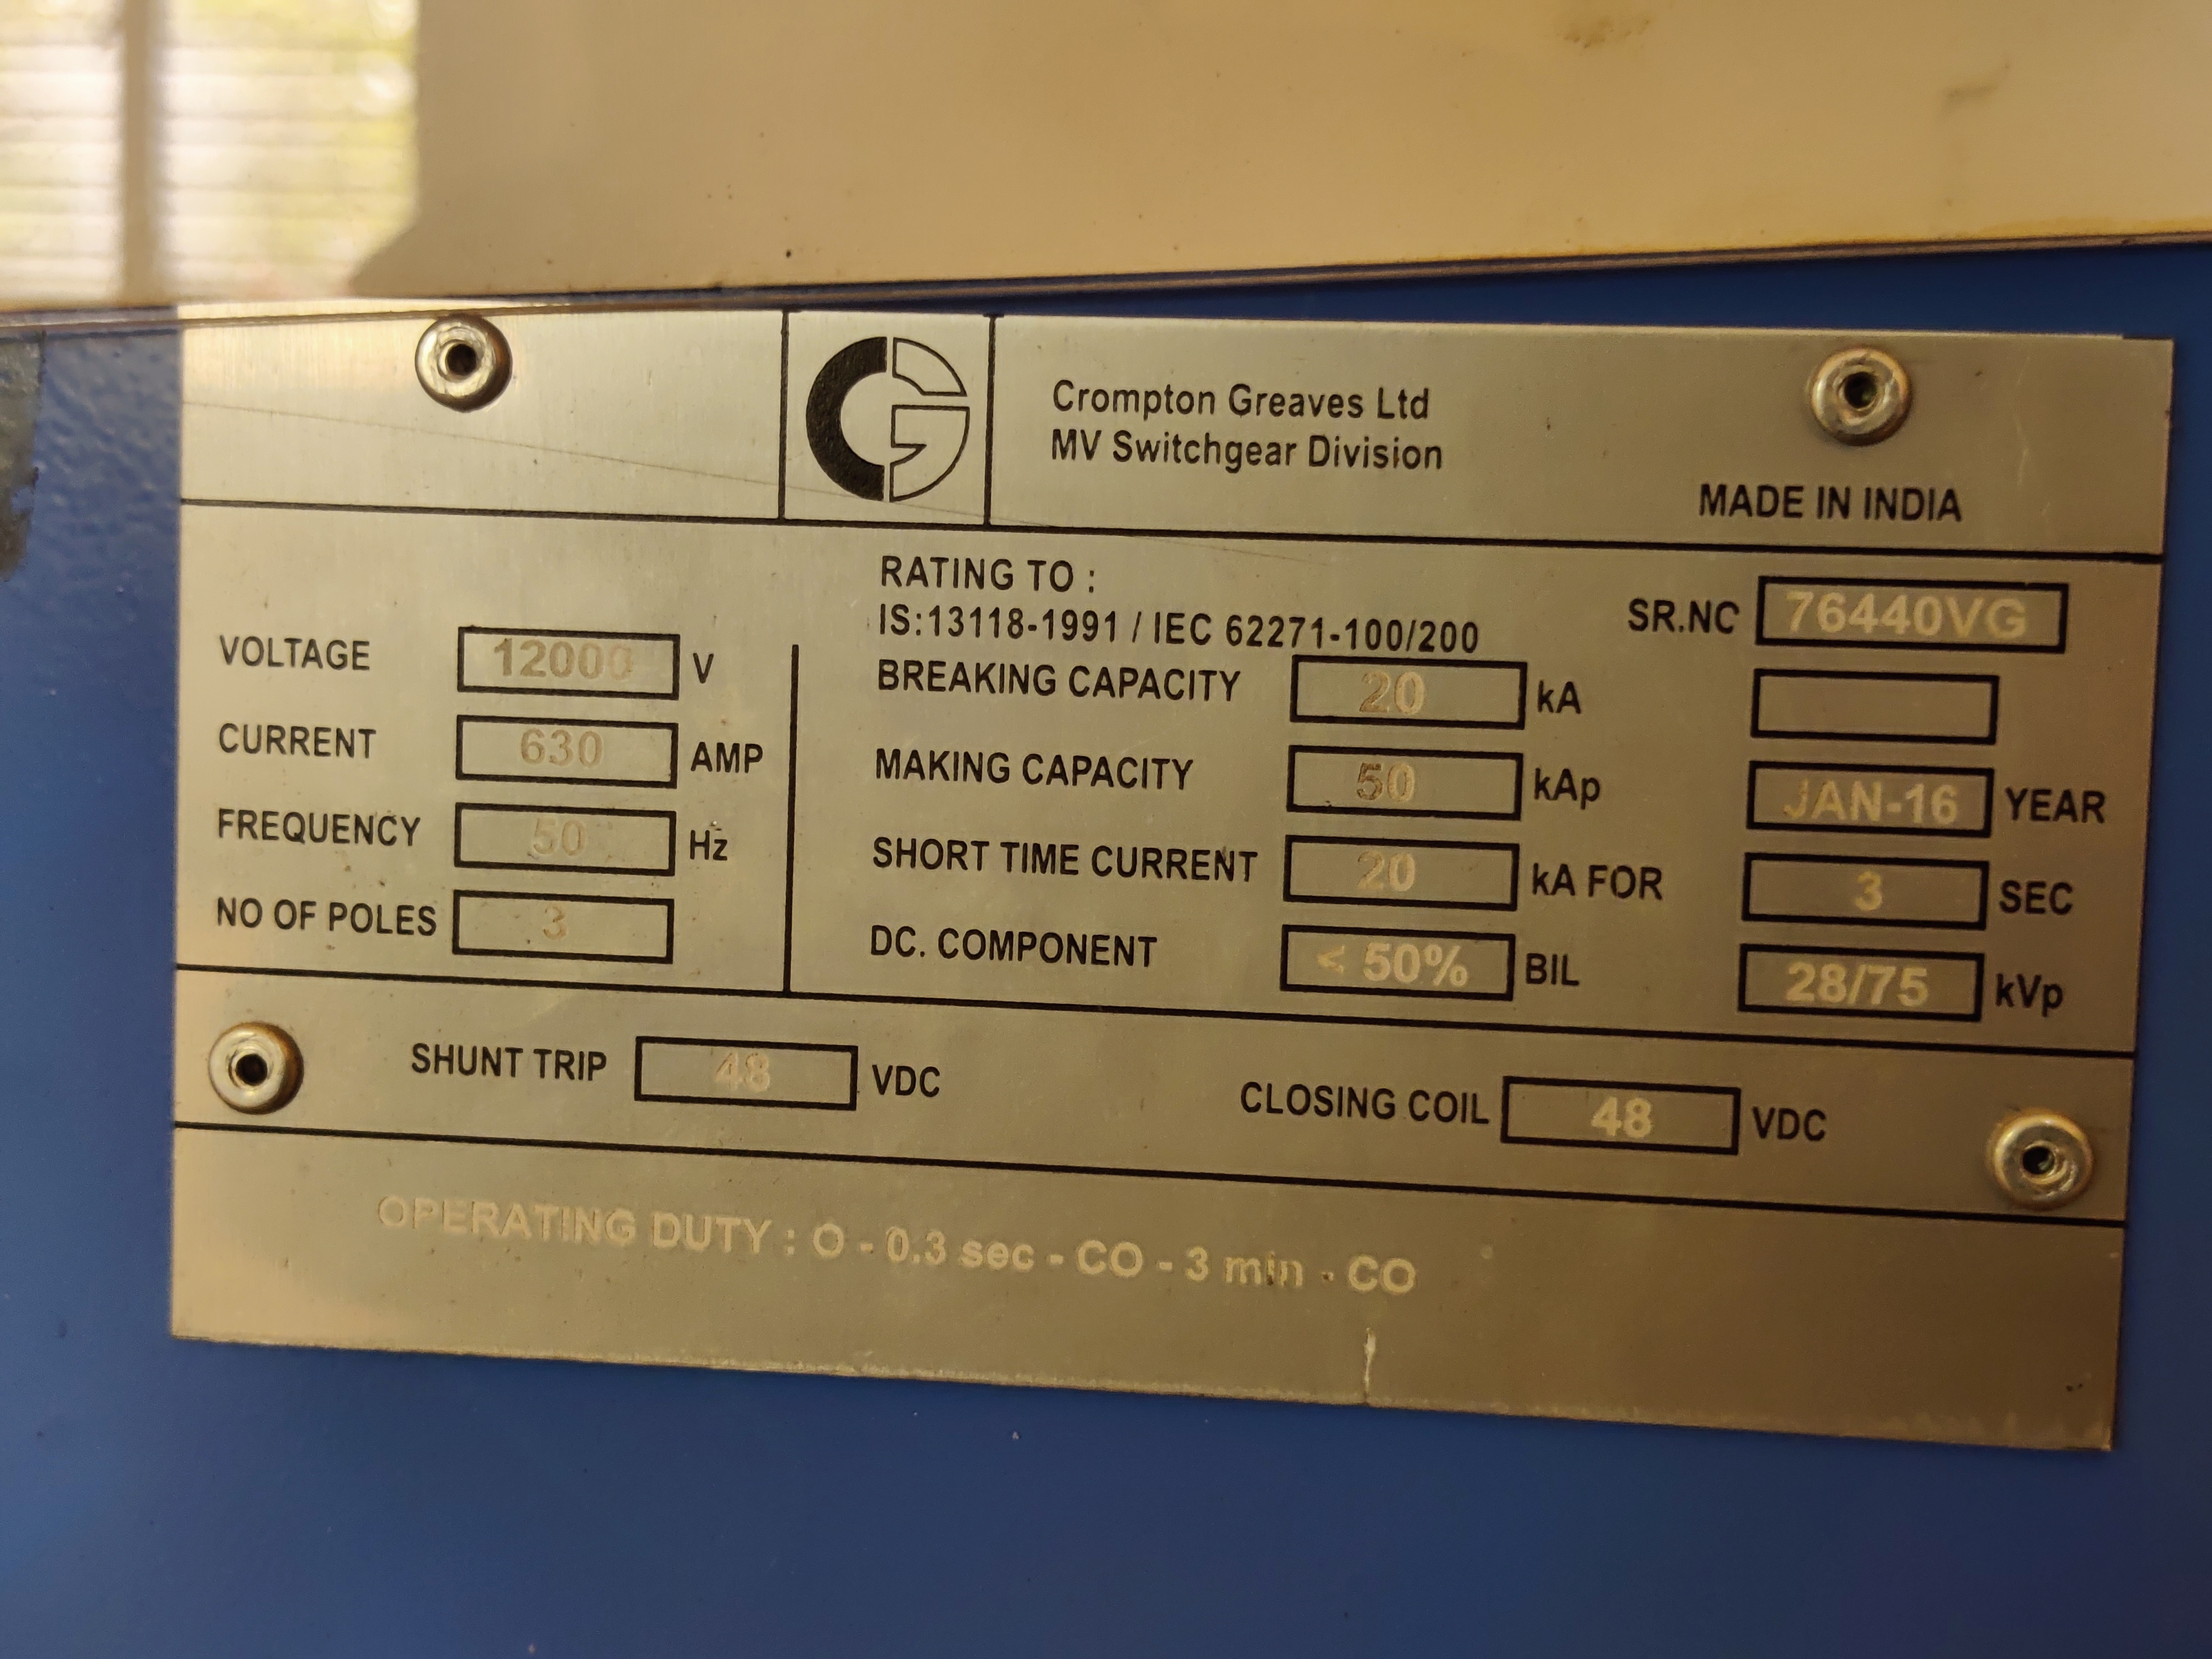 CG
Crompton Greaves Ltd
MV Switchgear Division
MADE IN INDIA
RATING TO :
IS:13118-1991 / IEC 62271-100/200
SR.NC 76440VG
VOLTAGE 12000 V
BREAKING CAPACITY 20 kA
CURRENT 630 AMP
MAKING CAPACITY 50 kAp
JAN-16 YEAR
FREQUENCY 50 Hz
SHORT TIME CURRENT 20 kA FOR 3 SEC
NO OF POLES 3
DC. COMPONENT < 50% BIL 28/75 kVp
SHUNT TRIP 48 VDC
CLOSING COIL 48 VDC
OPERATING DUTY : O - 0.3 sec - CO - 3 min - CO